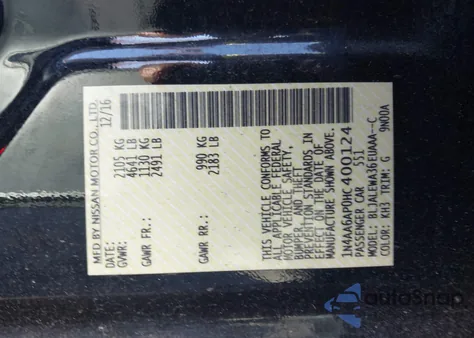 MFD BY NISSAN MOTOR CO., LTD.
12/16
GVWR: 2105 KG
4641 LB
GAWR FR.: 1130 KG
2491 LB
GAWR RR.: 990 KG
2183 LB
THIS VEHICLE CONFORMS TO
ALL APPLICABLE FEDERAL
MOTOR VEHICLE SAFETY,
BUMPER AND THEFT
PREVENTION STANDARDS IN
EFFECT ON THE DATE OF
MANUFACTURE SHOWN ABOVE.
1N4AA6AP0HC400124
PASSENGER CAR 551
MODEL: BLJALEWA36EUAAA--C
COLOR: KH3 TRIM: G
9N00A
autoSnap